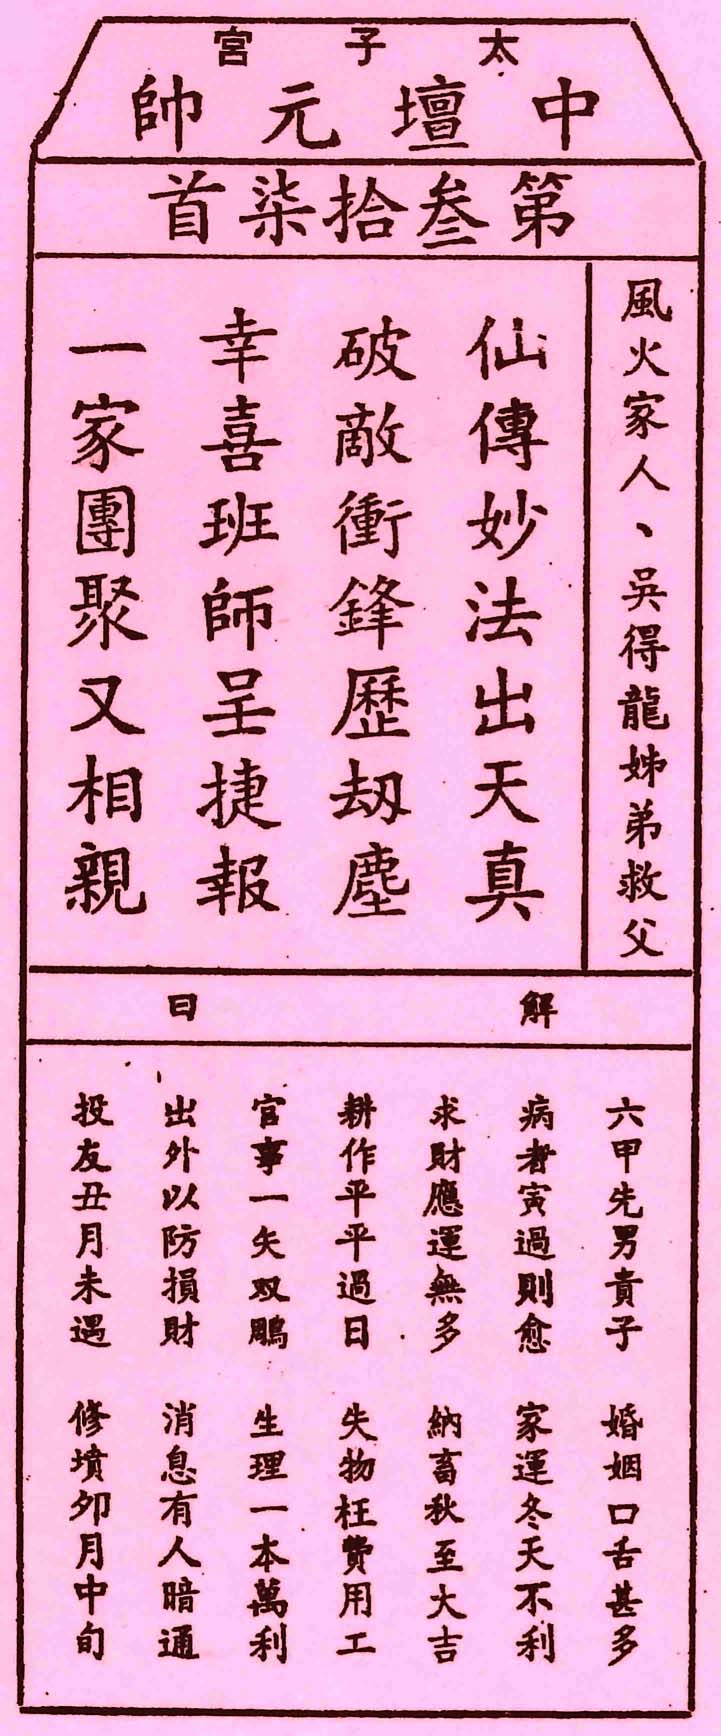 太子宮
中壇元帥
第叁拾柒首
風火家人、吳得龍姊弟救父
仙傳妙法出天真
破敵衝鋒歷劫塵
幸喜班師呈捷報
一家團聚又相親
解曰
六甲先男貴子 婚姻口舌甚多
病者寅過則愈 家運冬天不利
求財應運無多 納畜秋至大吉
耕作平平過日 失物枉費用工
官事一矢双鵰 生理一本萬利
出外以防損財 消息有人暗通
投友丑月未遇 修墳夘月中旬